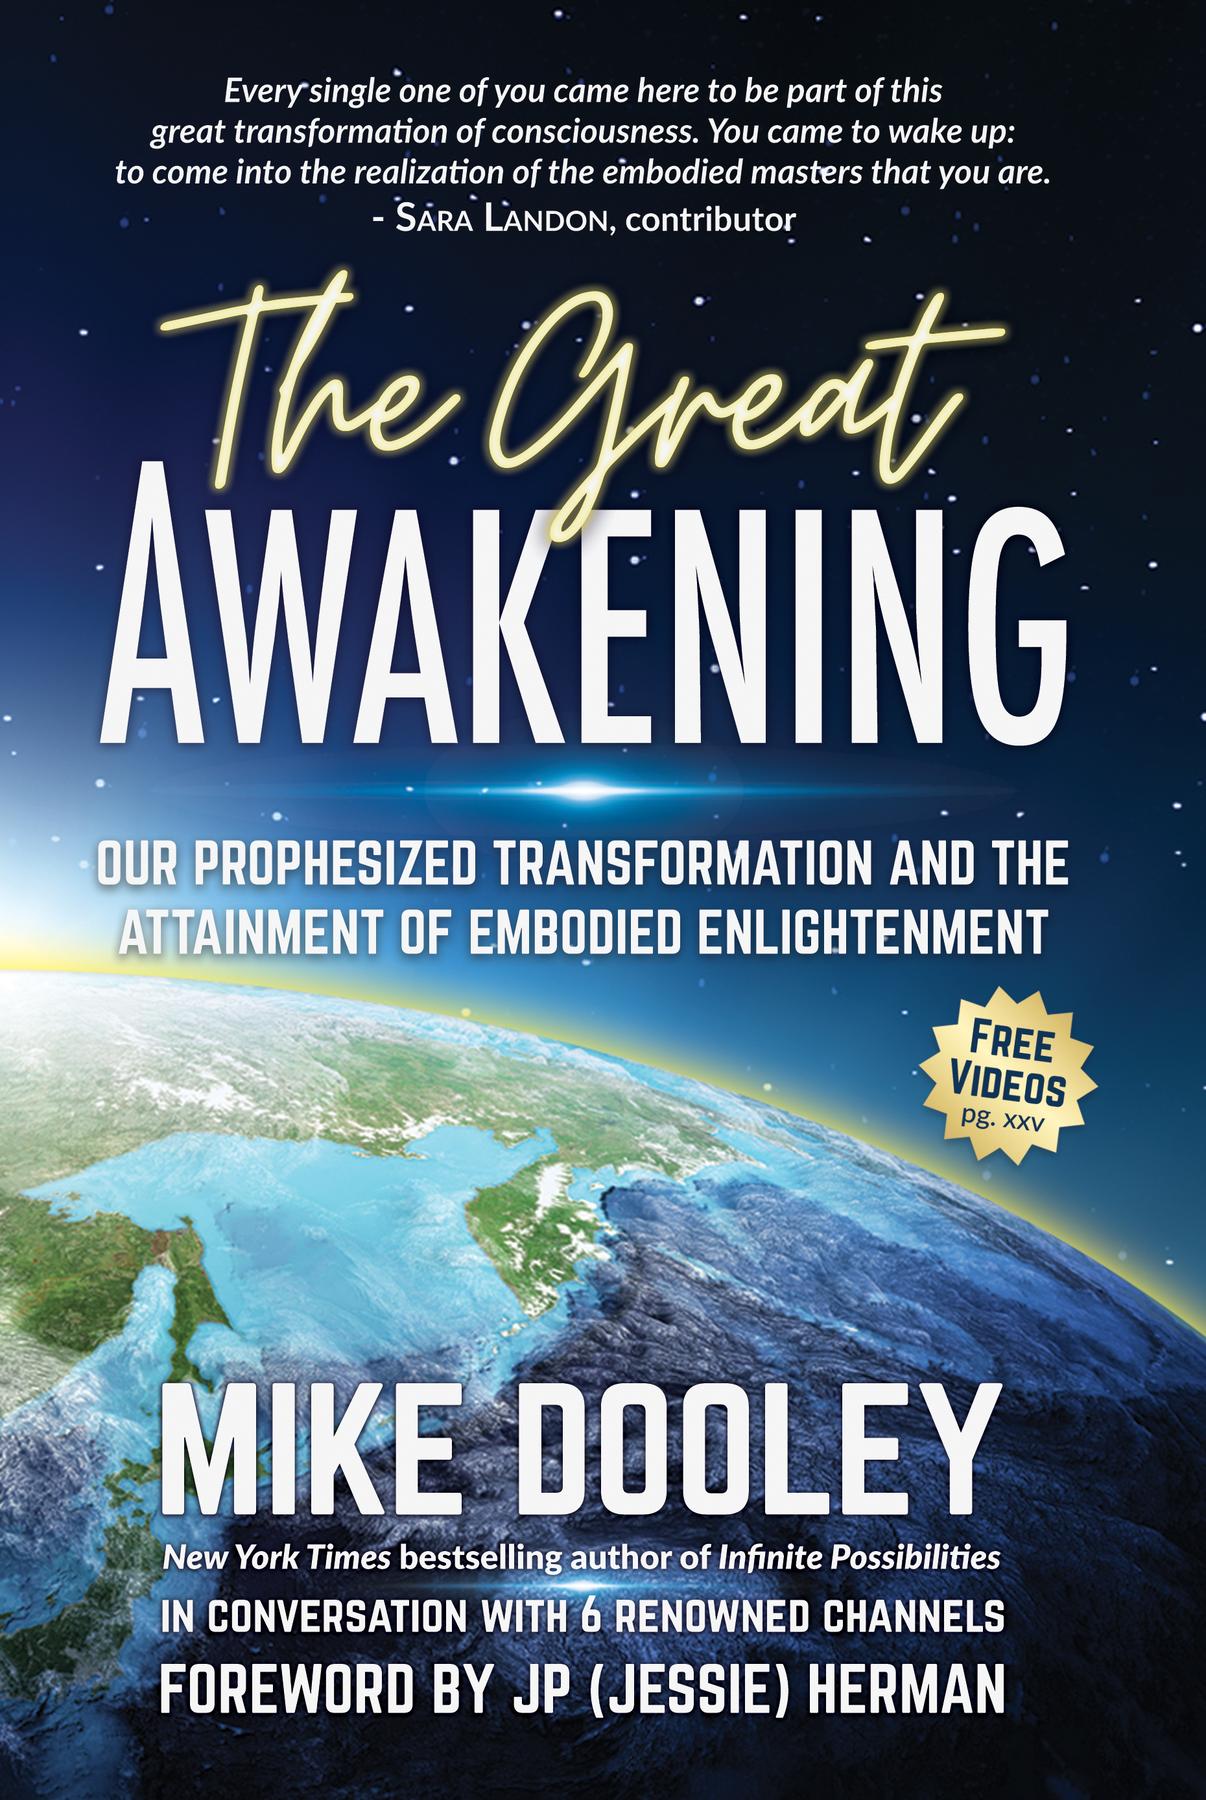 Every single one of you came here to be part of this
great transformation of consciousness. You came to wake up:
to come into the realization of the embodied masters that you are.
- SARA LANDON, contributor
The Great
AWAKENING
OUR PROPHESIZED TRANSFORMATION AND THE
ATTAINMENT OF EMBODIED ENLIGHTENMENT
FREE
VIDEOS
pg. xxv
MIKE DOOLEY
New York Times bestselling author of Infinite Possibilities
IN CONVERSATION WITH 6 RENOWNED CHANNELS
FOREWORD BY JP (JESSIE) HERMAN